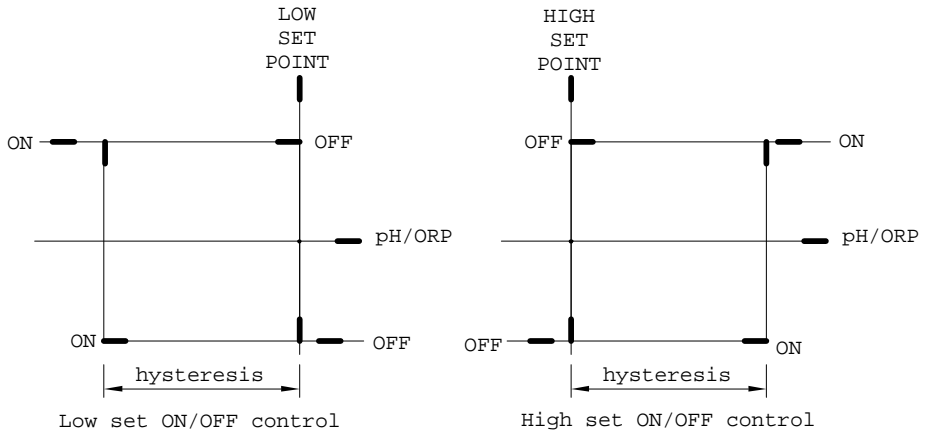 LOW
SET
POINT
HIGH
SET
POINT
ON
OFF
OFF
ON
pH/ORP
pH/ORP
ON
OFF
OFF
ON
hysteresis
hysteresis
Low set ON/OFF control
High set ON/OFF control